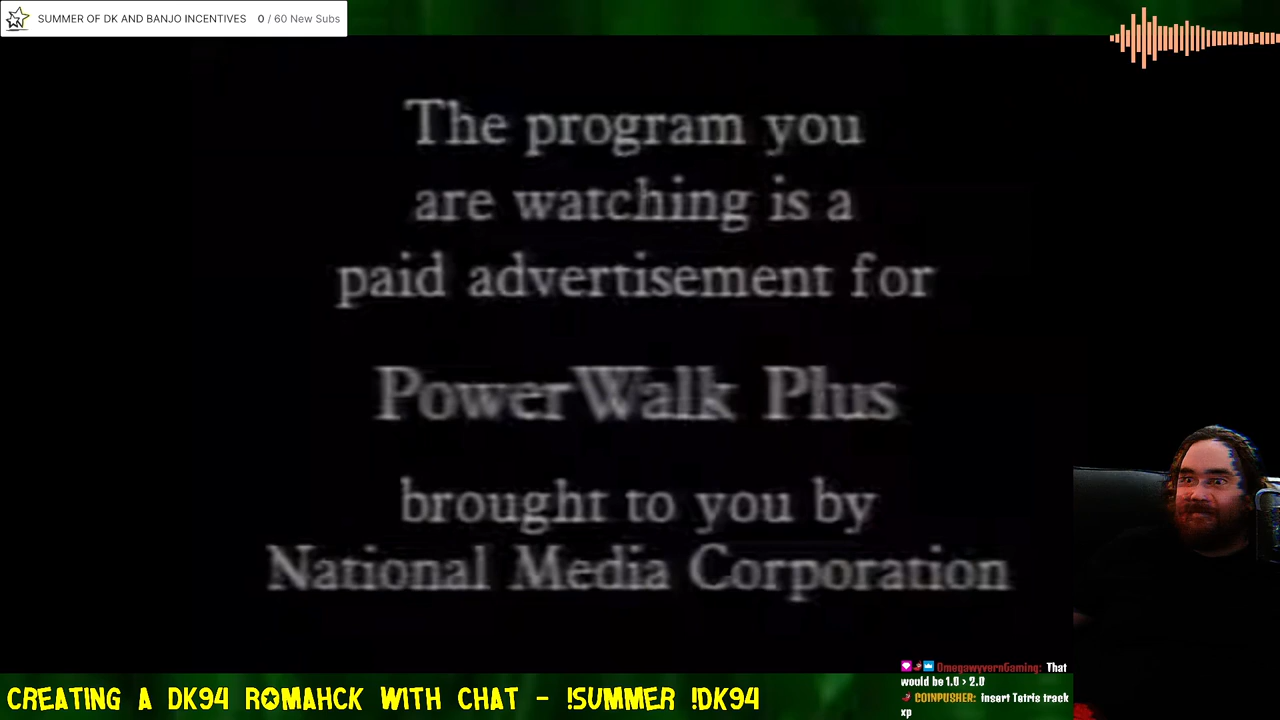 SUMMER OF DK AND BANJO INCENTIVES 0 / 60 New Subs
The program you
are watching is a
paid advertisement for
PowerWalk Plus
brought to you by
National Media Corporation
OmegawyvernGaming: That
would be 1.0 > 2.0
COINPUSHER: insert Tetris track
xp
CREATING A DK94 ROMAHCK WITH CHAT - !SUMMER !DK94